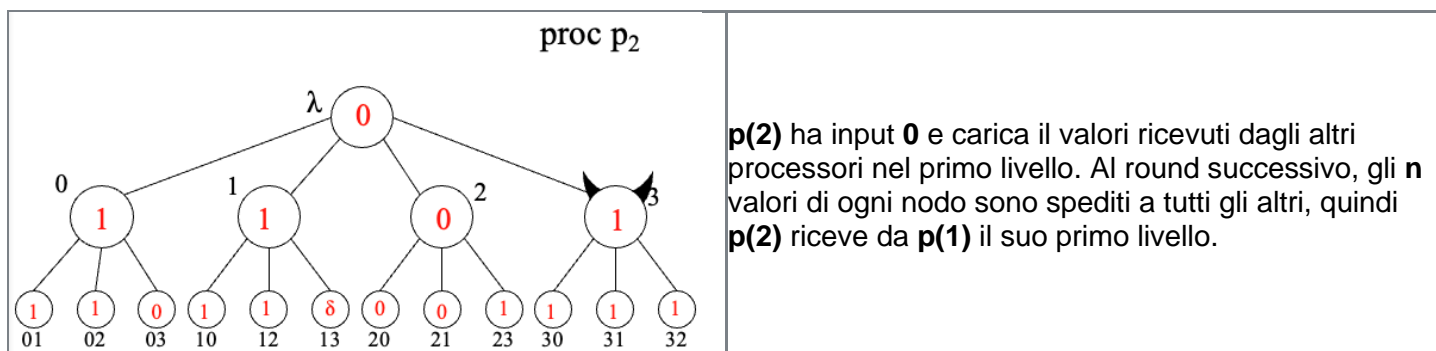 proc p2
λ 0
0 1 1 1 0 2 1 3
1 1 0 1 1 δ 0 0 1 1 1 1
01 02 03 10 12 13 20 21 23 30 31 32
p(2) ha input 0 e carica il valori ricevuti dagli altri
processori nel primo livello. Al round successivo, gli n
valori di ogni nodo sono spediti a tutti gli altri, quindi
p(2) riceve da p(1) il suo primo livello.